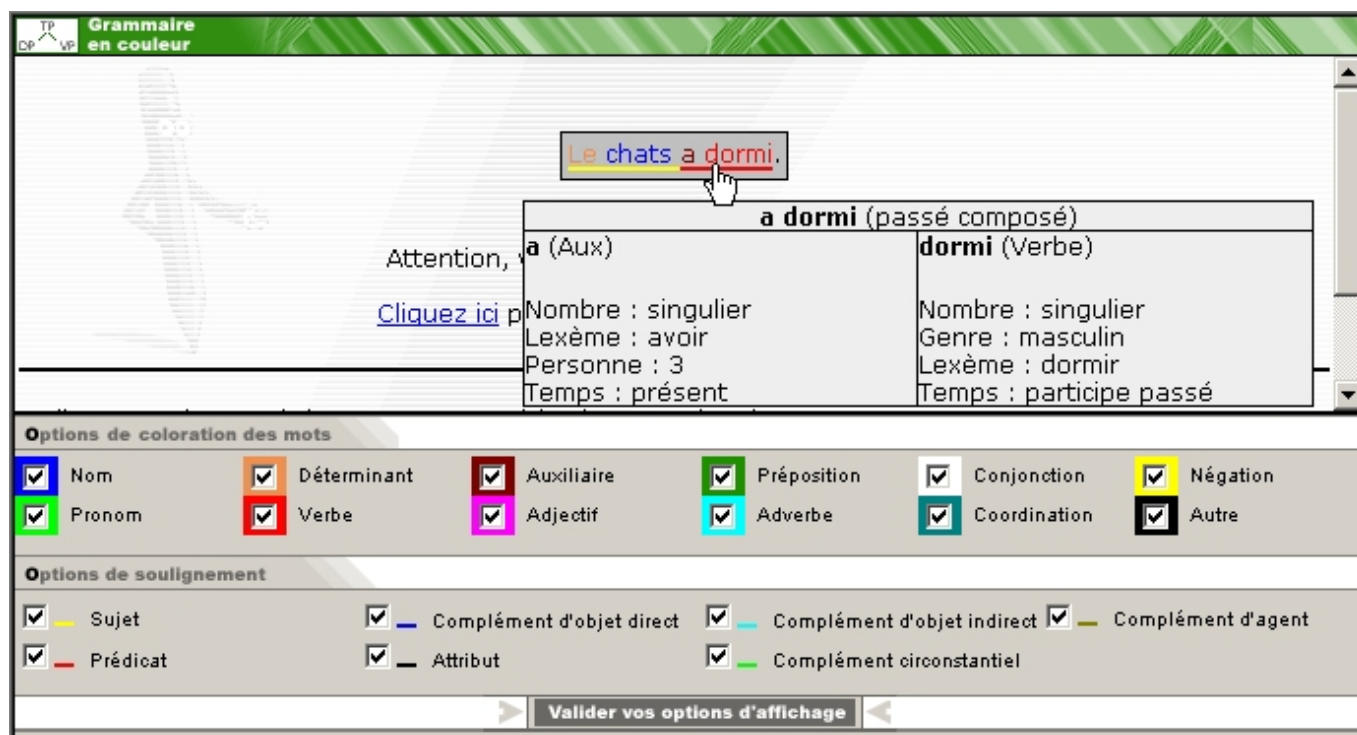 TP
DP VP
Grammaire
en couleur
Le chats a dormi.
a dormi (passé composé)
a (Aux)
dormi (Verbe)
Attention,
Nombre : singulier
Nombre : singulier
Cliquez ici p
Lexème : avoir
Genre : masculin
Personne : 3
Lexème : dormir
Temps : présent
Temps : participe passé
Options de coloration des mots
Nom Déterminant Auxiliaire Préposition Conjonction Négation
Pronom Verbe Adjectif Adverbe Coordination Autre
Options de soulignement
Sujet Complément d'objet direct Complément d'objet indirect Complément d'agent
Prédicat Attribut Complément circonstantiel
Valider vos options d'affichage